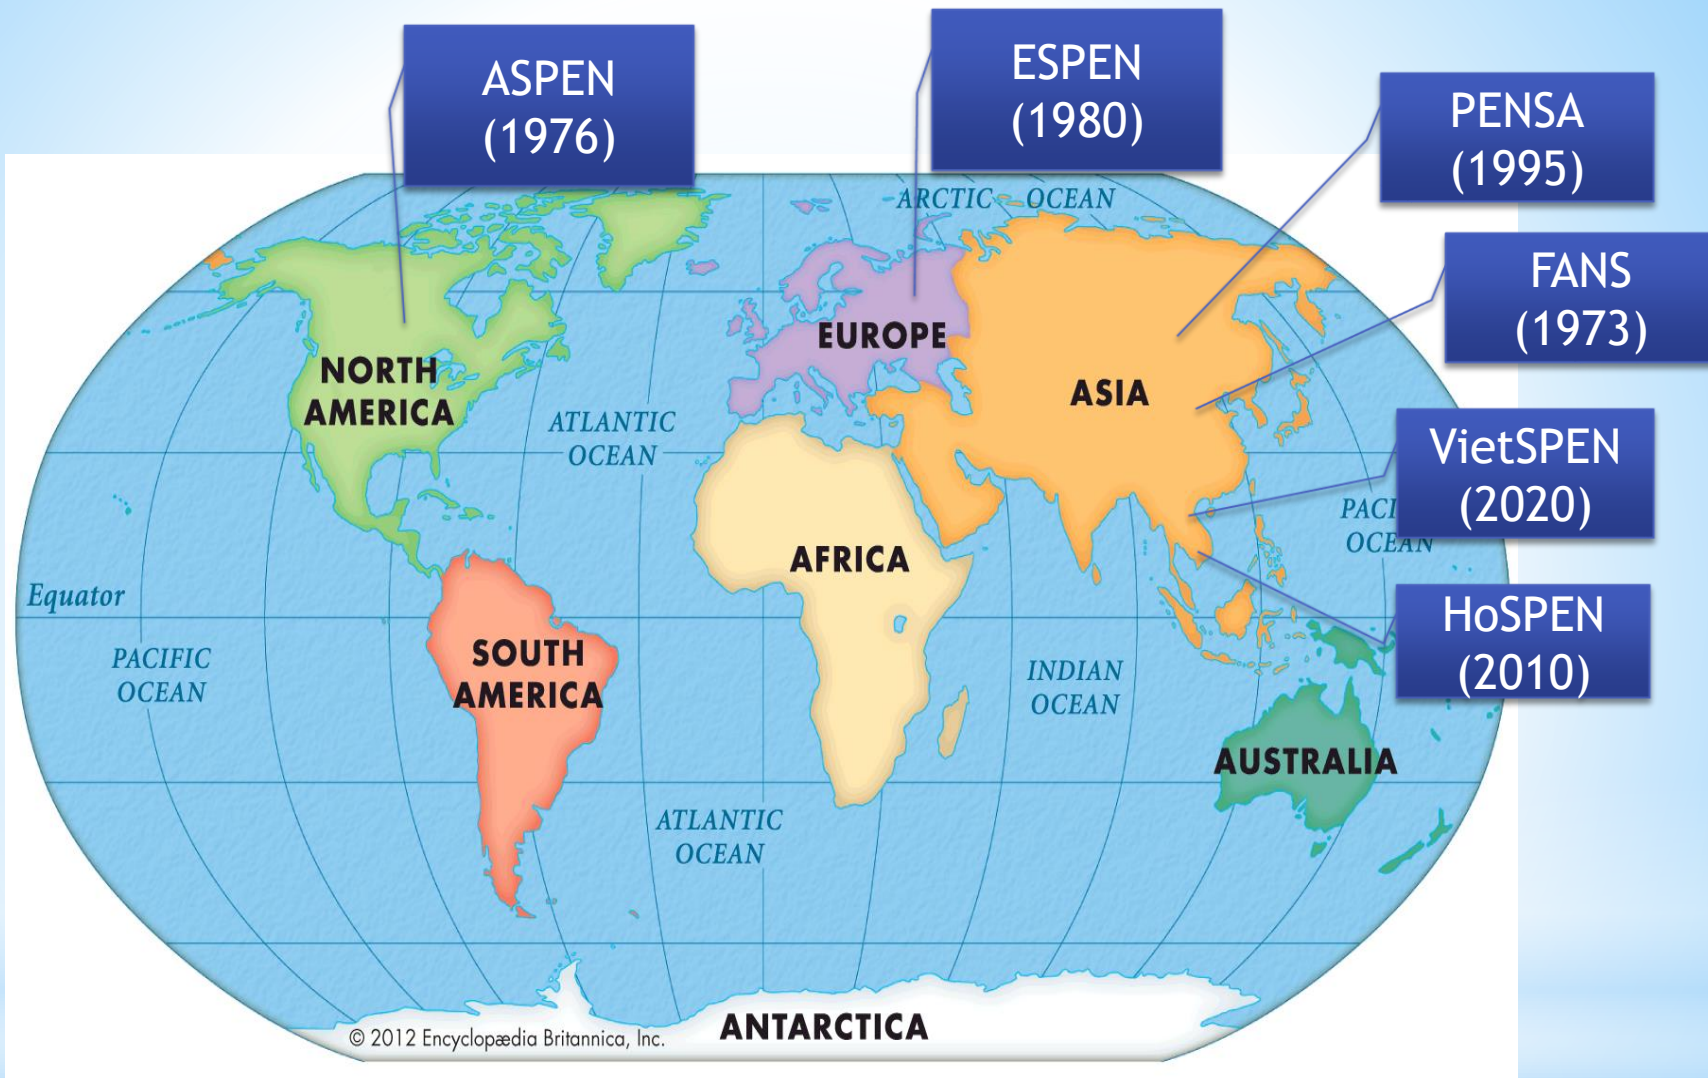 ASPEN
(1976)
ESPEN
(1980)
PENSA
(1995)
FANS
(1973)
VietSPEN
(2020)
HoSPEN
(2010)
ARCTIC OCEAN
NORTH
AMERICA
EUROPE
ASIA
ATLANTIC
OCEAN
PACI
OCEAN
AFRICA
Equator
PACIFIC
OCEAN
SOUTH
AMERICA
INDIAN
OCEAN
AUSTRALIA
ATLANTIC
OCEAN
ANTARCTICA
© 2012 Encyclopædia Britannica, Inc.